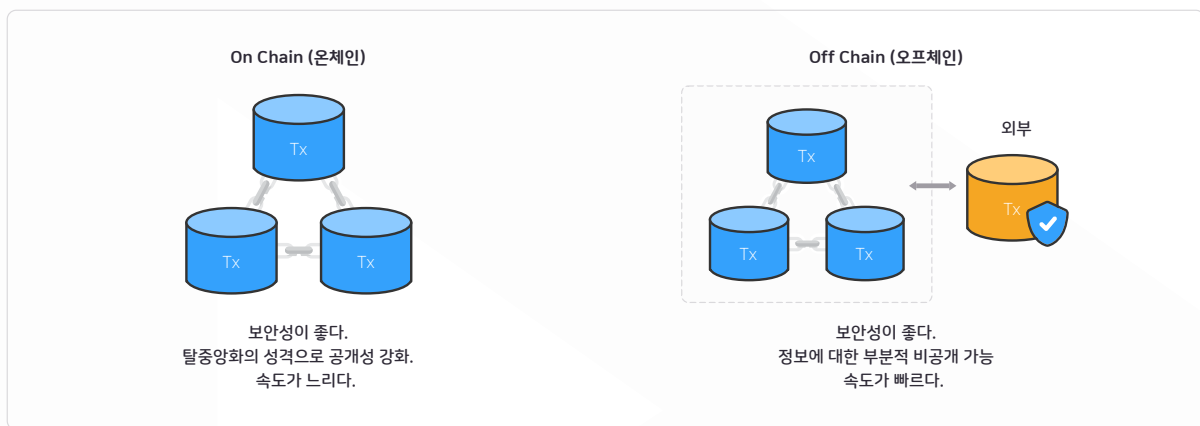 On Chain (온체인)
Tx
Tx
Tx
보안성이 좋다.
탈중앙화의 성격으로 공개성 강화.
속도가 느리다.
Off Chain (오프체인)
Tx
Tx
Tx
외부
Tx
보안성이 좋다.
정보에 대한 부분적 비공개 가능
속도가 빠르다.